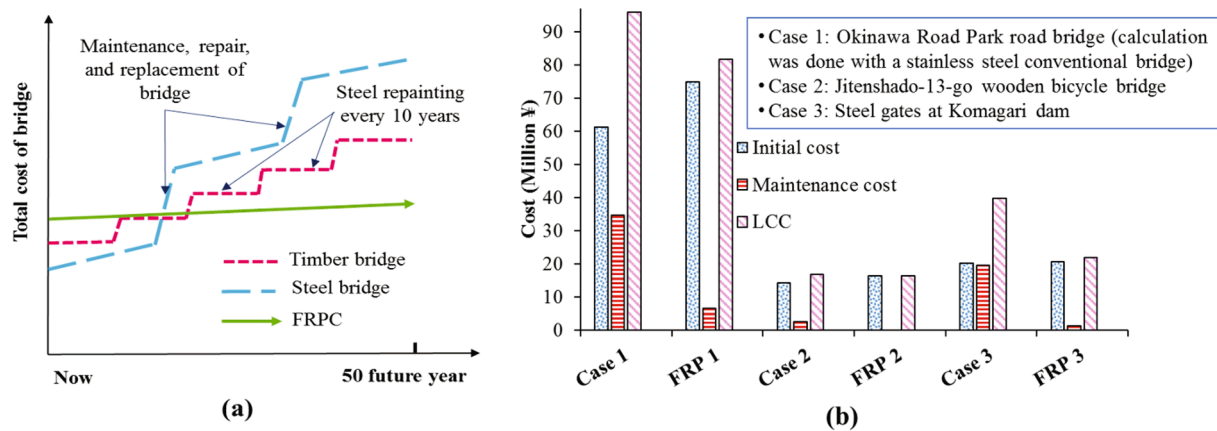 Total cost of bridge
Maintenance, repair,
and replacement of
bridge
Steel repainting
every 10 years
Timber bridge
Steel bridge
FRPC
Now
50 future year
(a)
Cost (Million ¥)
90
80
70
60
50
40
30
20
10
0
• Case 1: Okinawa Road Park road bridge (calculation
was done with a stainless steel conventional bridge)
• Case 2: Jitenshado-13-go wooden bicycle bridge
• Case 3: Steel gates at Komagari dam
Initial cost
Maintenance cost
LCC
Case 1
FRP 1
Case 2
FRP 2
Case 3
FRP 3
(b)